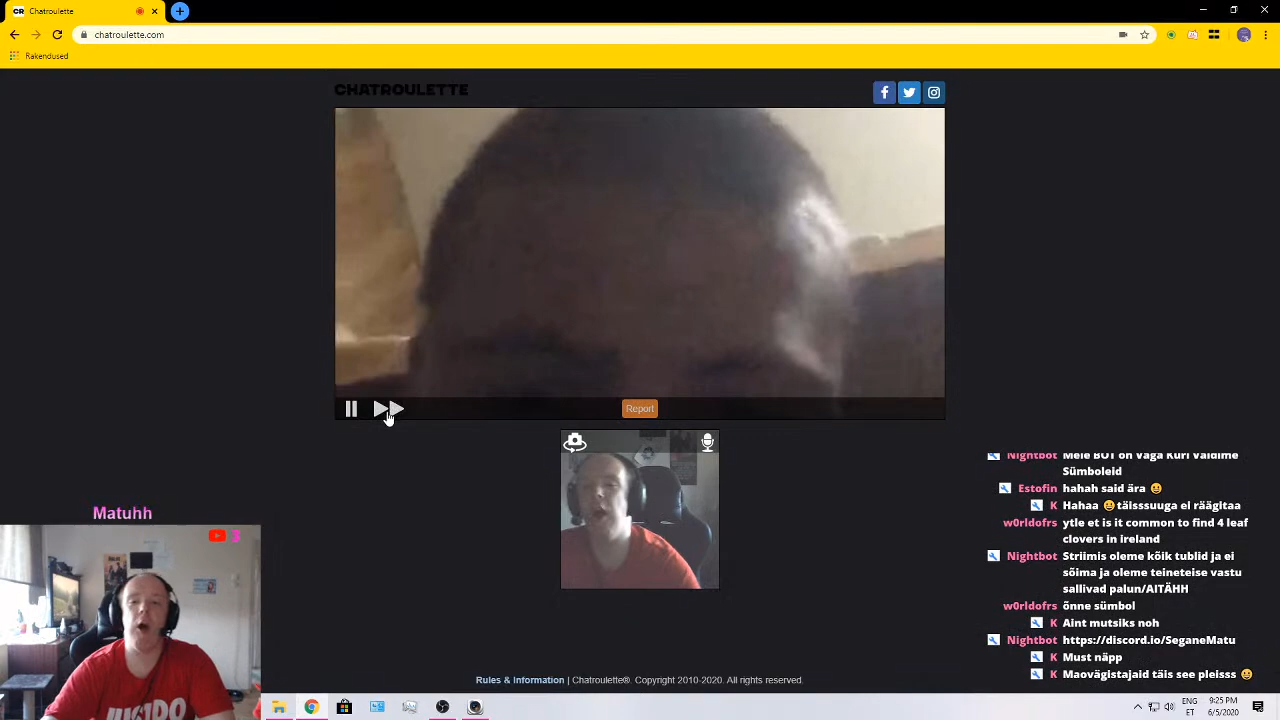 Chatroulette
chatroulette.com
Rakendused
CHATROULETTE
Report
Nightbot Meie BOT on väga kuri valdime
Sümboleid
Estofin hahah said ära 😆
K Hahaa 😆täisssuuga ei räägltaa
w0rldofrs ytle et is it common to find 4 leaf
clovers in ireland
Nightbot Striimis oleme kõik tublid ja ei
sõima ja oleme teineteise vastu
sallivad palun/AITÄHH
w0rldofrs õnne sümbol
K Aint mutsiks noh
Nightbot https://discord.io/SeganeMatu
K Must näpp
K Maovägistajaid täis see pleisss 😆
Matuhh
Rules & Information | Chatroulette®. Copyright 2010-2020. All rights reserved.
ENG 9:25 PM
ET 6/5/2020